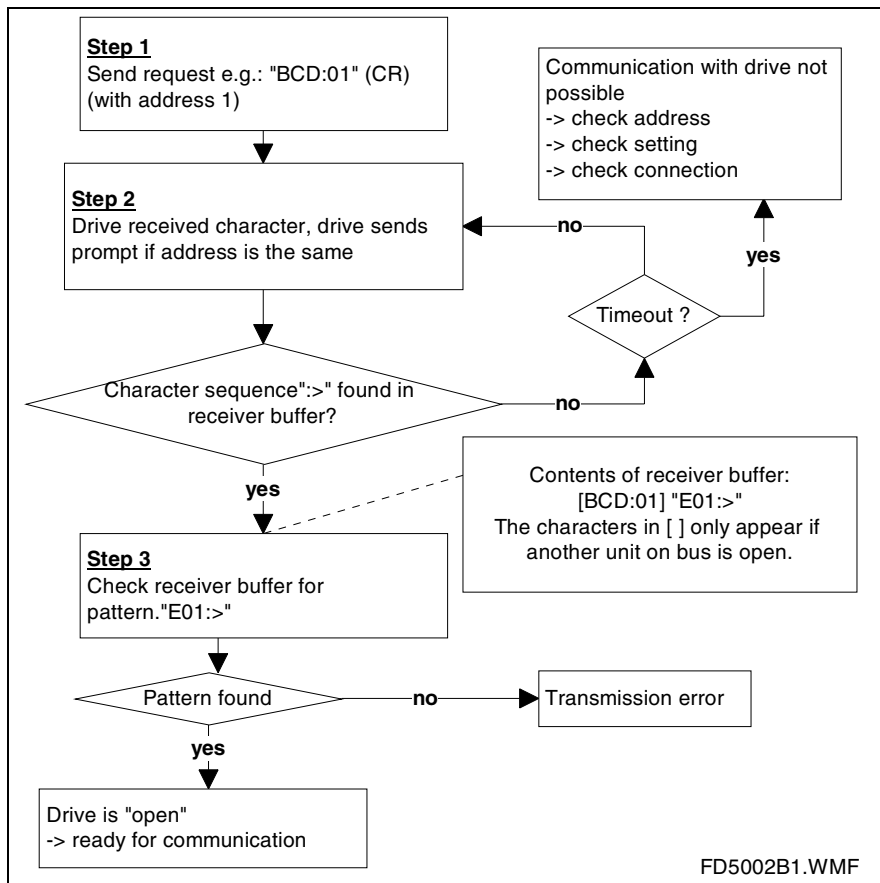 Step 1
Send request e.g.: "BCD:01" (CR)
(with address 1)
Communication with drive not
possible
-> check address
-> check setting
-> check connection
Step 2
Drive received character, drive sends
prompt if address is the same
no
yes
Timeout ?
Character sequence":>" found in
receiver buffer?
no
yes
Contents of receiver buffer:
[BCD:01] "E01:>"
The characters in [ ] only appear if
another unit on bus is open.
Step 3
Check receiver buffer for
pattern."E01:>"
Pattern found
no
Transmission error
yes
Drive is "open"
-> ready for communication
FD5002B1.WMF